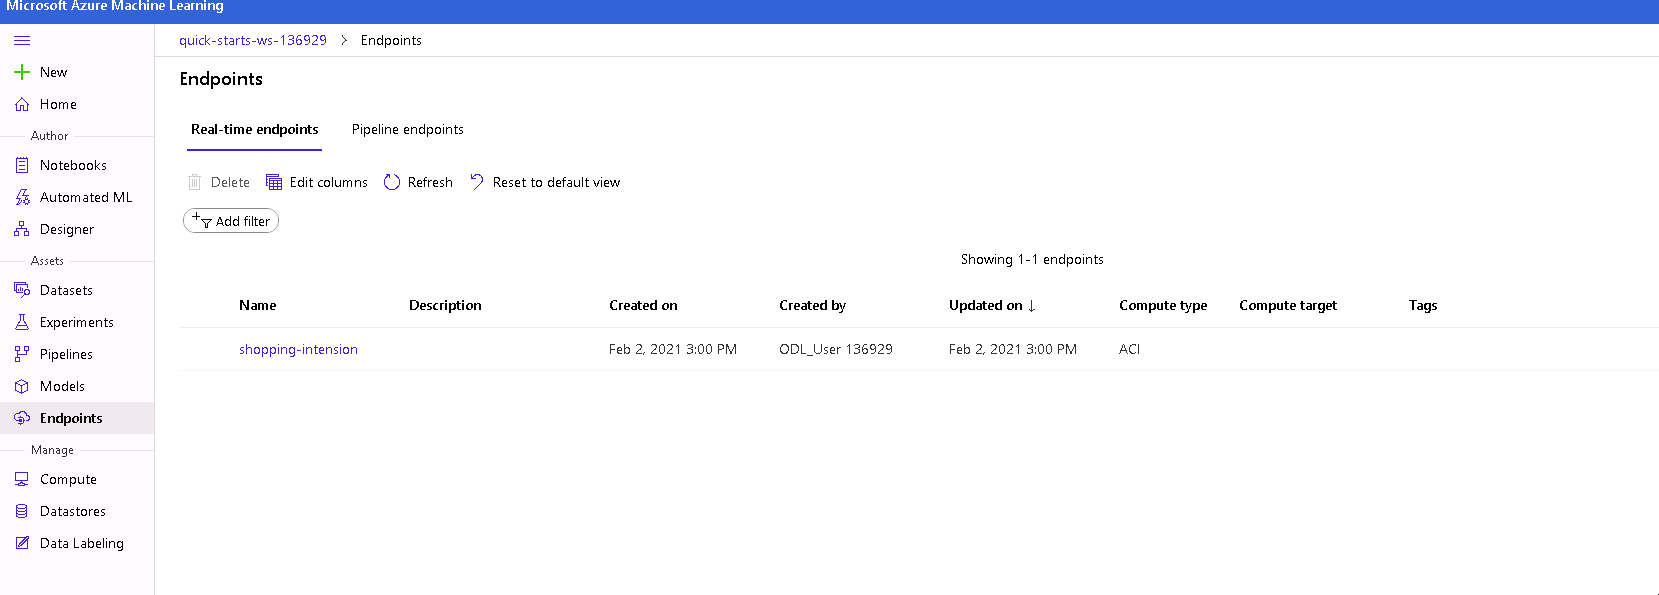 Microsoft Azure Machine Learning
quick-starts-ws-136929 > Endpoints
New
Home
Author
Notebooks
Automated ML
Designer
Assets
Datasets
Experiments
Pipelines
Models
Endpoints
Manage
Compute
Datastores
Data Labeling
Endpoints
Real-time endpoints Pipeline endpoints
Delete Edit columns Refresh Reset to default view
Add filter
Showing 1-1 endpoints
Name Description Created on Created by Updated on ↓ Compute type Compute target Tags
shopping-intension Feb 2, 2021 3:00 PM ODL_User 136929 Feb 2, 2021 3:00 PM ACI